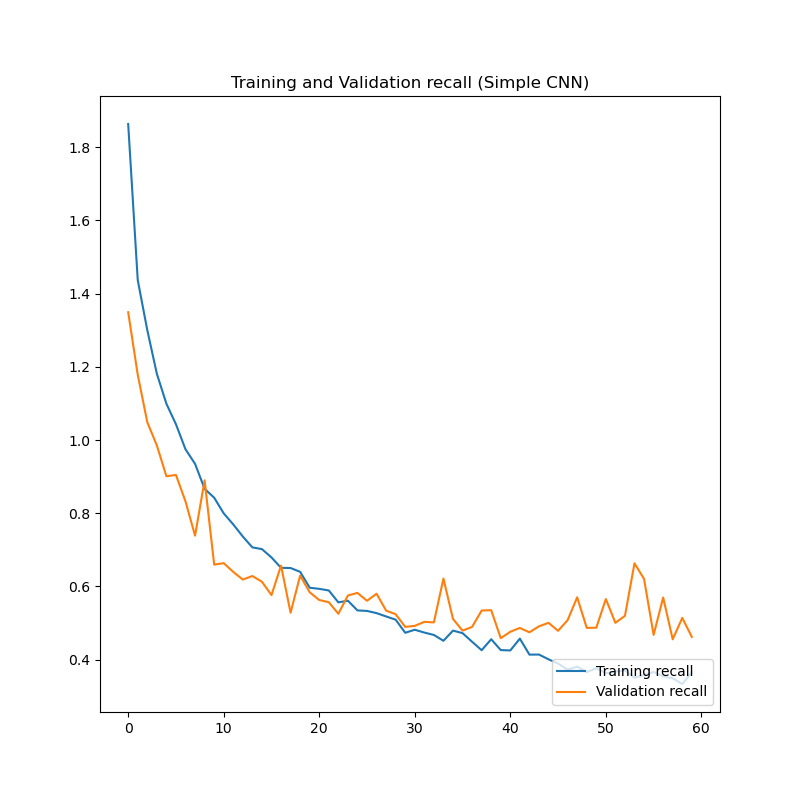 Training and Validation recall (Simple CNN)
1.8
1.6
1.4
1.2
1.0
0.8
0.6
0.4
Training recall
Validation recall
0 10 20 30 40 50 60